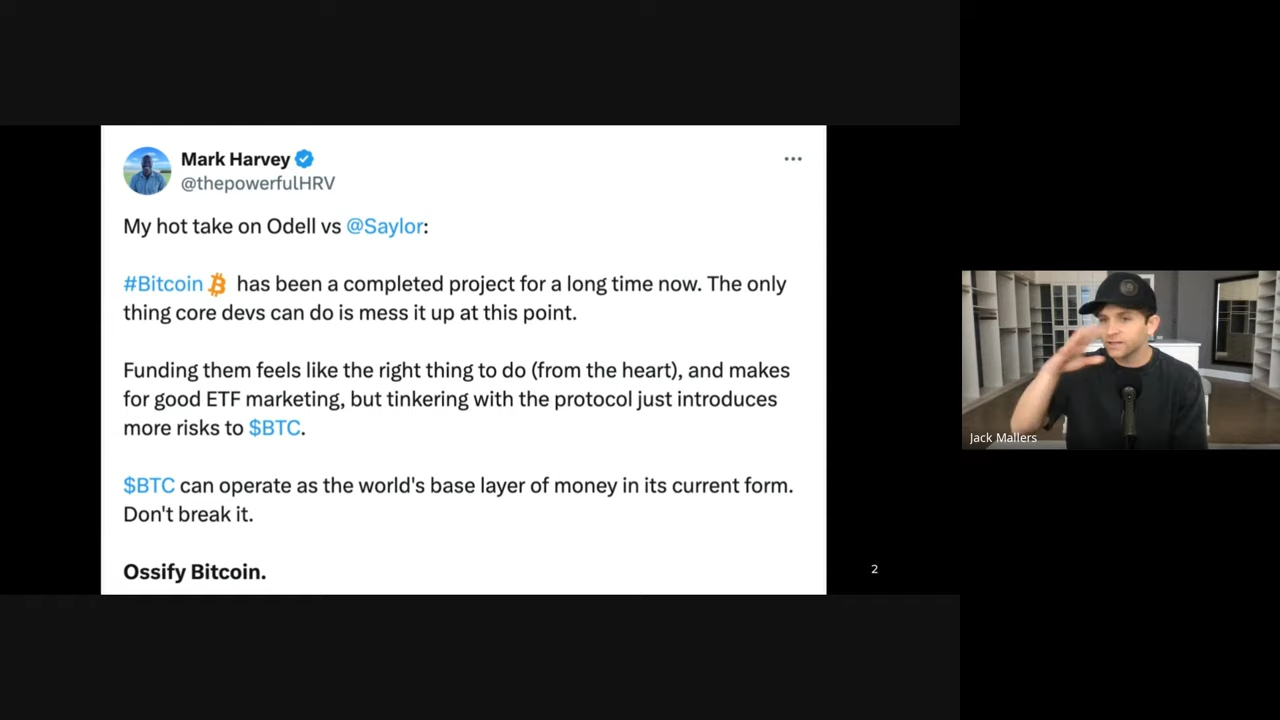 Mark Harvey
@thepowerfulHRV
My hot take on Odell vs @Saylor:
#Bitcoin has been a completed project for a long time now. The only
thing core devs can do is mess it up at this point.
Funding them feels like the right thing to do (from the heart), and makes
for good ETF marketing, but tinkering with the protocol just introduces
more risks to $BTC.
$BTC can operate as the world's base layer of money in its current form.
Don't break it.
Ossify Bitcoin.
2
Jack Mallers